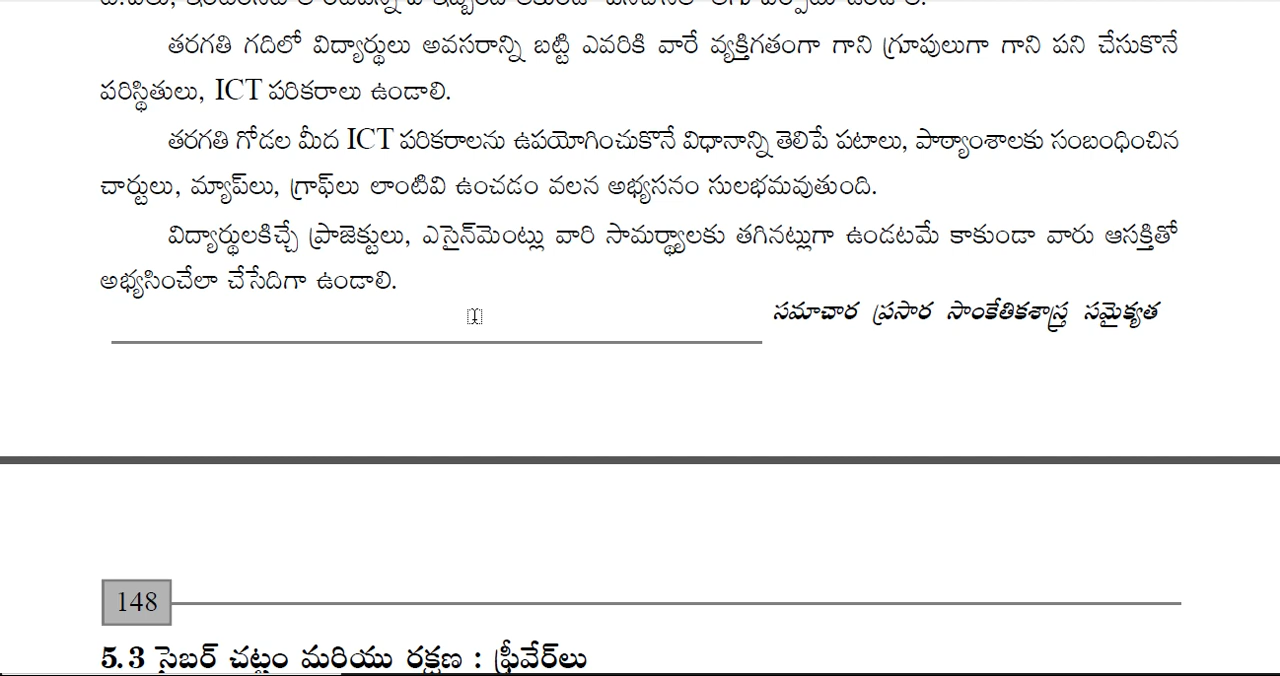 తరగతి గదిలో విద్యార్థులు అవసరాన్ని బట్టి ఎవరికి వారే వ్యక్తిగతంగా గాని గ్రూపులుగా గాని పని చేసుకొనే
పరిస్థితులు, ICT పరికరాలు ఉండాలి.
తరగతి గోడల మీద ICT పరికరాలను ఉపయోగించుకొనే విధానాన్ని తెలిపే పటాలు, పాఠ్యాంశాలకు సంబంధించిన
చార్టులు, మ్యాప్‌లు, గ్రాఫ్‌లు లాంటివి ఉంచడం వలన అభ్యసనం సులభమవుతుంది.
విద్యార్థులకిచ్చే ప్రాజెక్టులు, ఎసైన్‌మెంట్లు వారి సామర్థ్యాలకు తగినట్లుగా ఉండటమే కాకుండా వారు ఆసక్తితో
అభ్యసించేలా చేసేదిగా ఉండాలి.
సమాచార ప్రసార సాంకేతికశాస్త్ర సమైక్యత
148
5.3 సైబర్ చట్టం మరియు రక్షణ : ఫ్రీవేర్‌లు